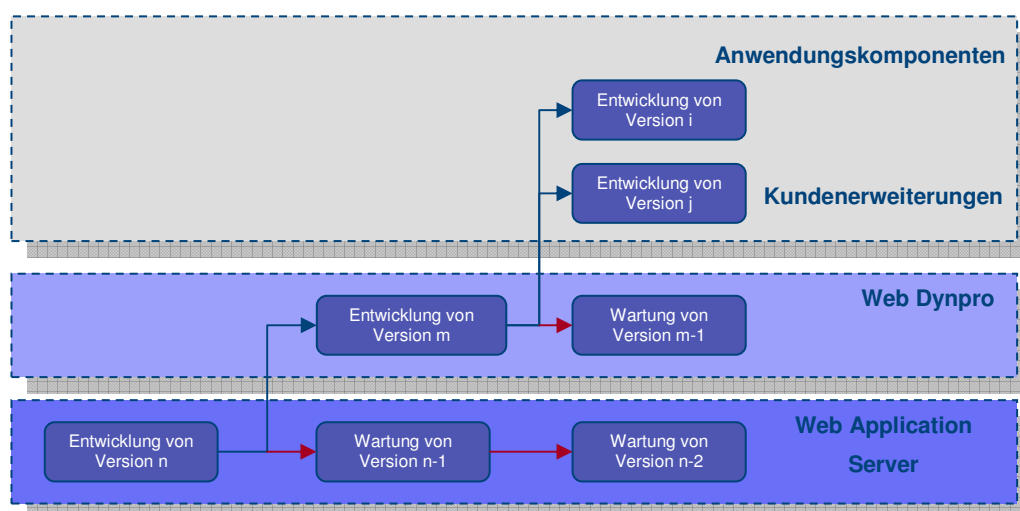 Anwendungskomponenten
Entwicklung von
Version i
Entwicklung von
Version j
Kundenerweiterungen
Web Dynpro
Entwicklung von
Version m
Wartung von
Version m-1
Web Application
Server
Entwicklung von
Version n
Wartung von
Version n-1
Wartung von
Version n-2